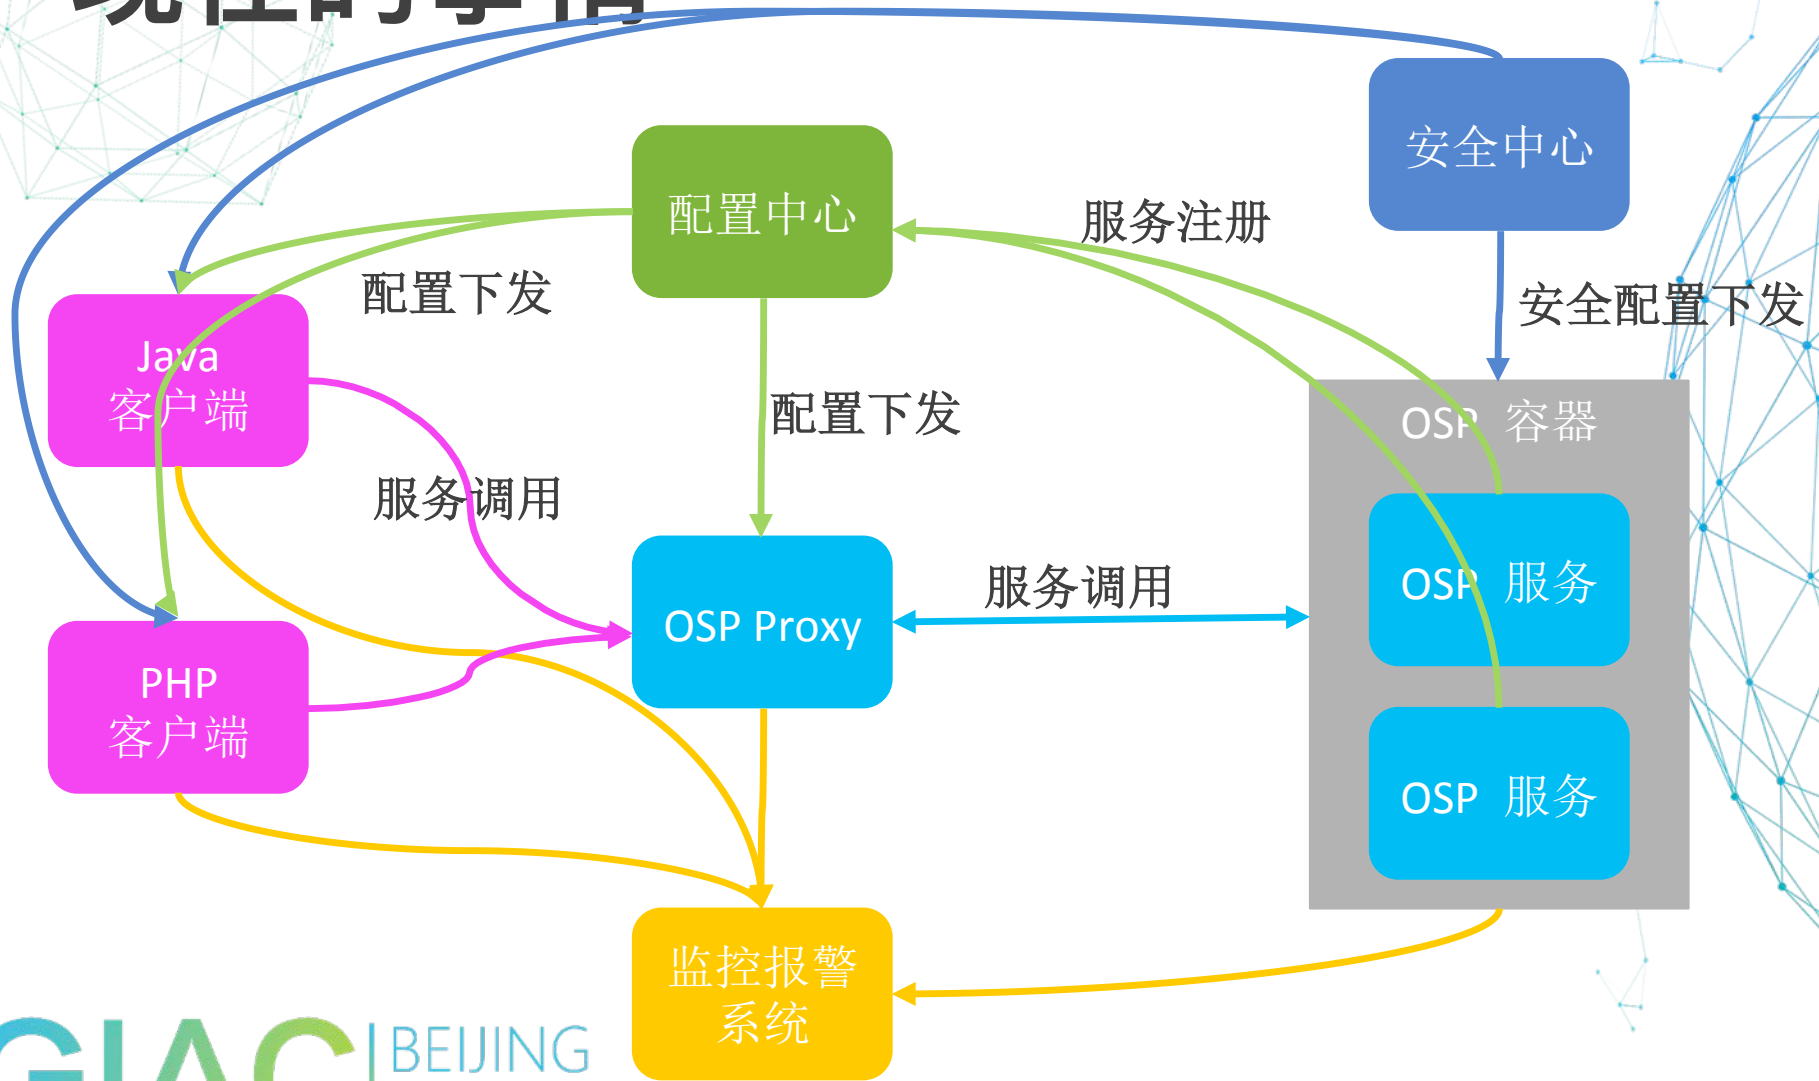 安全中心
配置中心
服务注册
配置下发
安全配置下发
Java
客户端
配置下发
OSP 容器
服务调用
服务调用
OSP 服务
OSP Proxy
PHP
客户端
OSP 服务
监控报警
系统
GIAC
BEIJING